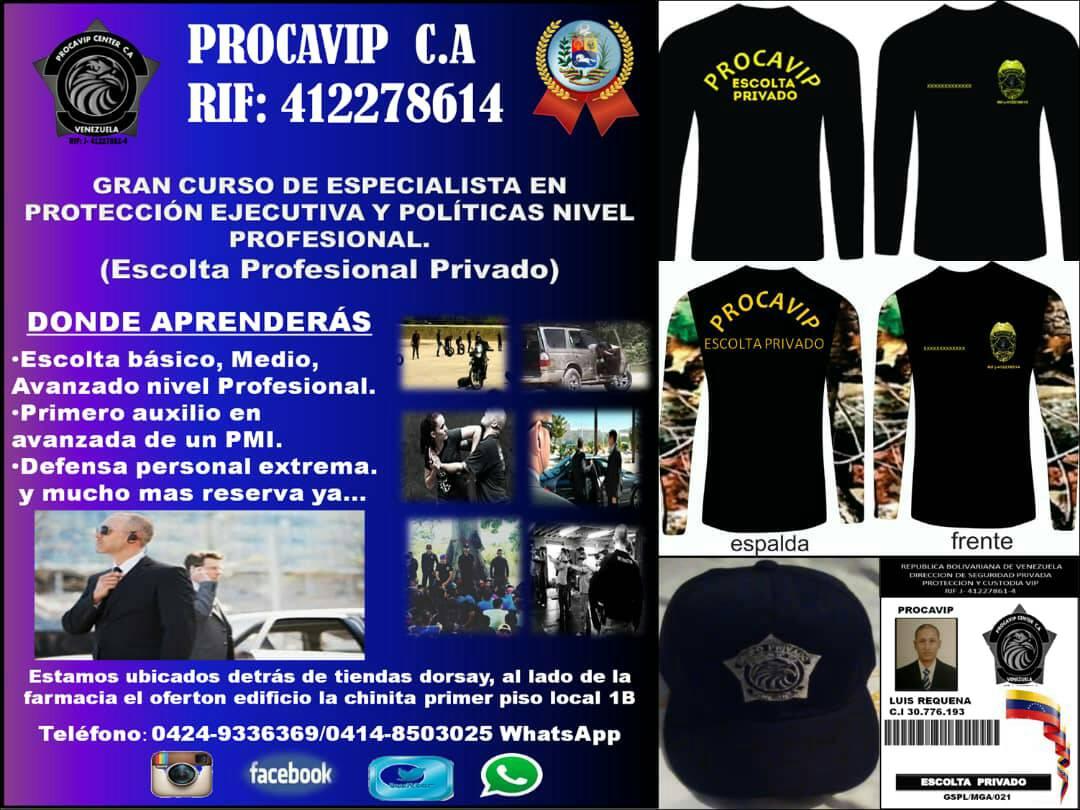 PROCAVIP CENTER C.A
VENEZUELA
PROCAVIP C.A
RIF: 412278614
GRAN CURSO DE ESPECIALISTA EN
PROTECCIÓN EJECUTIVA Y POLÍTICAS NIVEL
PROFESIONAL.
(Escolta Profesional Privado)
DONDE APRENDERÁS
•Escolta básico, Medio,
Avanzado nivel Profesional.
•Primero auxilio en
avanzada de un PMI.
•Defensa personal extrema.
y mucho mas reserva ya...
Estamos ubicados detrás de tiendas dorsay, al lado de la
farmacia el oferton edificio la chinita primer piso local 1B
Teléfono: 0424-9336369/0414-8503025 WhatsApp
facebook
PROCAVIP
ESCOLTA
PRIVADO
XXXXXXXXXXXXX
PROCAVIP
ESCOLTA PRIVADO
XXXXXXXXXXXXX
espalda
frente
REPUBLICA BOLIVARIANA DE VENEZUELA
DIRECCION DE SEGURIDAD PRIVADA
PROTECCION Y CUSTODIA VIP
RIF J- 41227861-4
PROCAVIP
PROCAVIP CENTER C.A
VENEZUELA
LUIS REQUENA
C.I 30.776.193
ESCOLTA PRIVADO
GSPL/MGA/021